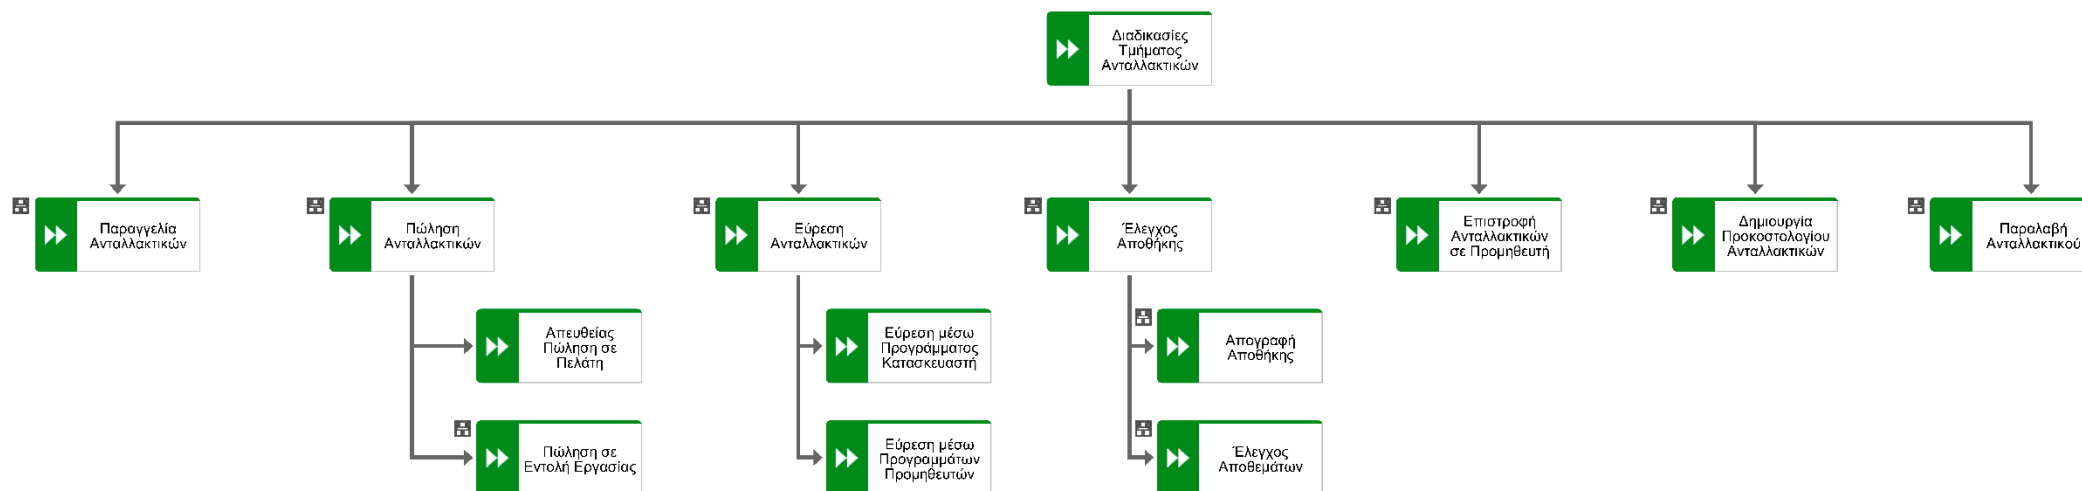 Διαδικασίες
Τμήματος
Ανταλλακτικών
Παραγγελία
Ανταλλακτικών
Πώληση
Ανταλλακτικών
Εύρεση
Ανταλλακτικών
Έλεγχος
Αποθήκης
Επιστροφή
Ανταλλακτικών
σε Προμηθευτή
Δημιουργία
Προκοστολογίου
Ανταλλακτικών
Παραλαβή
Ανταλλακτικού
Απευθείας
Πώληση σε
Πελάτη
Εύρεση μέσω
Προγράμματος
Κατασκευαστή
Απογραφή
Αποθήκης
Πώληση σε
Εντολή Εργασίας
Εύρεση μέσω
Προγραμμάτων
Προμηθευτών
Έλεγχος
Αποθεμάτων